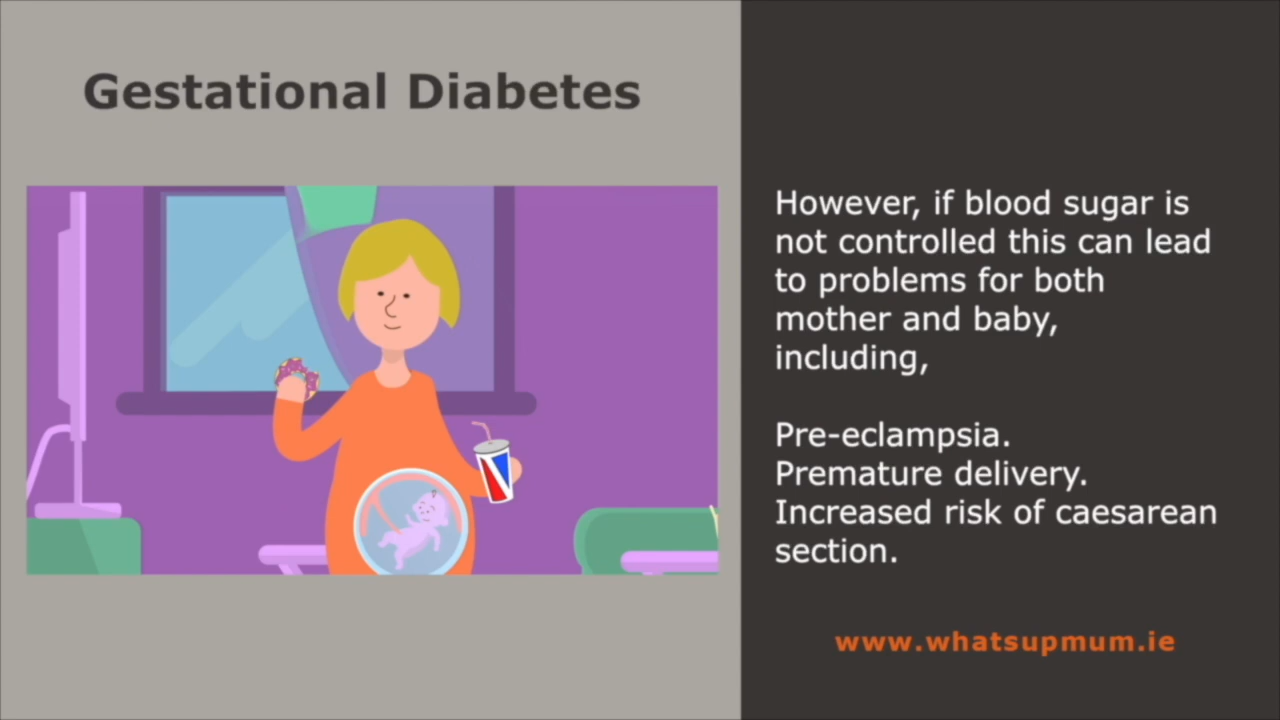 Gestational Diabetes
However, if blood sugar is
not controlled this can lead
to problems for both
mother and baby,
including,
Pre-eclampsia.
Premature delivery.
Increased risk of caesarean
section.
www.whatsupmum.ie